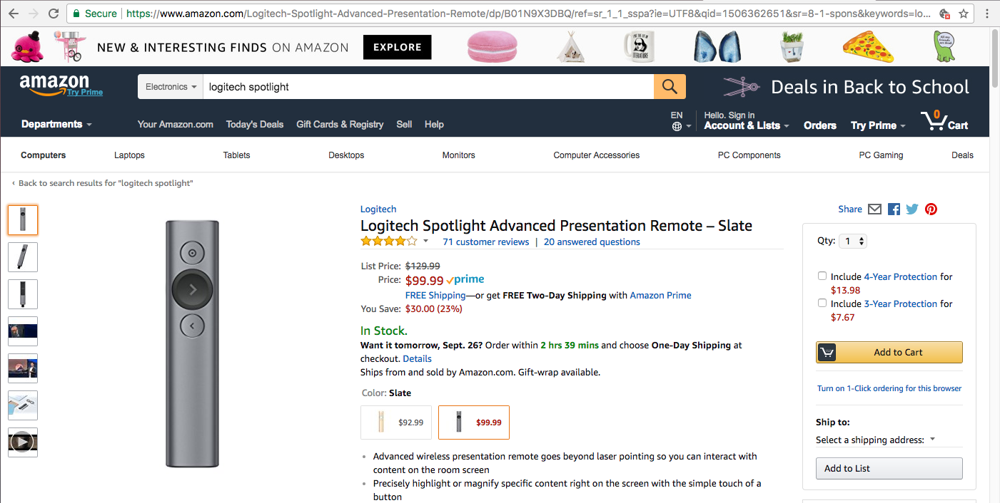 Secure https://www.amazon.com/Logitech-Spotlight-Advanced-Presentation-Remote/dp/B01N9X3DBQ/ref=sr_1_1_sspa?ie=UTF8&qid=1506362651&sr=8-1-spons&keywords=lo...
NEW & INTERESTING FINDS ON AMAZON EXPLORE
amazon
Try Prime
Electronics logitech spotlight
Deals in Back to School
Departments
Your Amazon.com Today's Deals Gift Cards & Registry Sell Help
EN
Hello. Sign in
Account & Lists
Orders
Try Prime
0
Cart
Computers Laptops Tablets Desktops Monitors Computer Accessories PC Components PC Gaming Deals
‹ Back to search results for "logitech spotlight"
Logitech
Logitech Spotlight Advanced Presentation Remote – Slate
71 customer reviews | 20 answered questions
List Price: $129.99
Price: $99.99 prime
FREE Shipping—or get FREE Two-Day Shipping with Amazon Prime
You Save: $30.00 (23%)
In Stock.
Want it tomorrow, Sept. 26? Order within 2 hrs 39 mins and choose One-Day Shipping at
checkout. Details
Ships from and sold by Amazon.com. Gift-wrap available.
Color: Slate
$92.99 $99.99
• Advanced wireless presentation remote goes beyond laser pointing so you can interact with
content on the room screen
• Precisely highlight or magnify specific content right on the screen with the simple touch of a
button
Share
Qty: 1
Include 4-Year Protection for
$13.98
Include 3-Year Protection for
$7.67
Add to Cart
Turn on 1-Click ordering for this browser
Ship to:
Select a shipping address:
Add to List